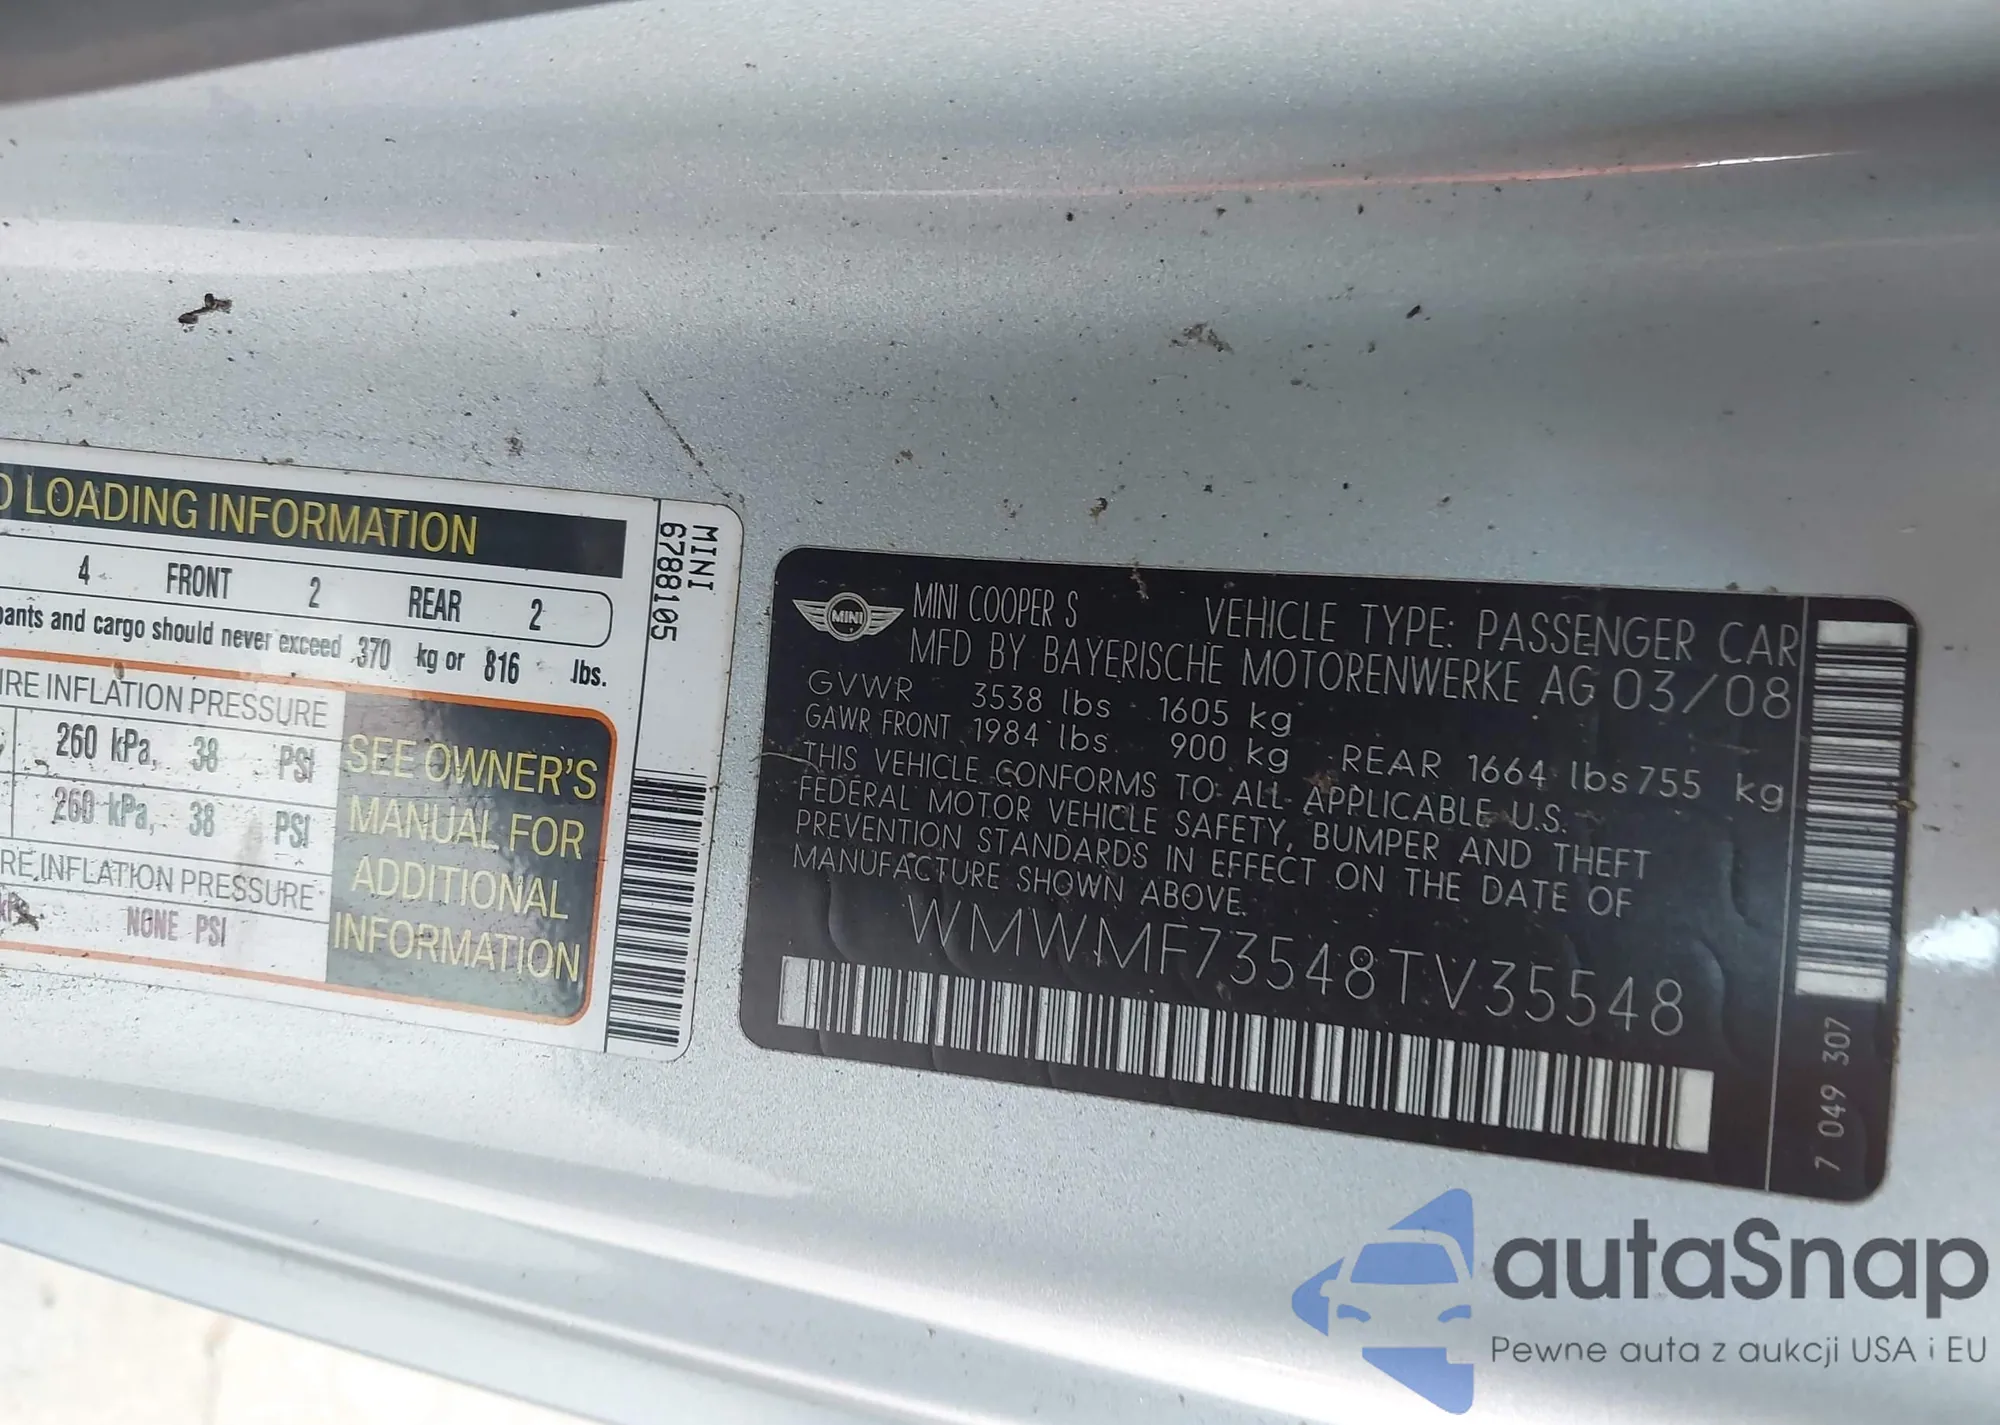 D LOADING INFORMATION
4 FRONT 2 REAR 2
pants and cargo should never exceed 370 kg or 816 lbs.
IRE INFLATION PRESSURE
260 kPa, 38 PSI
260 kPa, 38 PSI
RE INFLATION PRESSURE
kPa NONE PSI
SEE OWNER'S
MANUAL FOR
ADDITIONAL
INFORMATION
MINI
6788105
MINI
MINI COOPER S VEHICLE TYPE: PASSENGER CAR
MFD BY BAYERISCHE MOTORENWERKE AG 03/08
GVWR 3538 lbs 1605 kg
GAWR FRONT 1984 lbs 900 kg REAR 1664 lbs 755 kg
THIS VEHICLE CONFORMS TO ALL APPLICABLE U.S.
FEDERAL MOTOR VEHICLE SAFETY, BUMPER AND THEFT
PREVENTION STANDARDS IN EFFECT ON THE DATE OF
MANUFACTURE SHOWN ABOVE.
WMWMF73548TV35548
7 049 307
autaSnap
Pewne auta z aukcji USA i EU